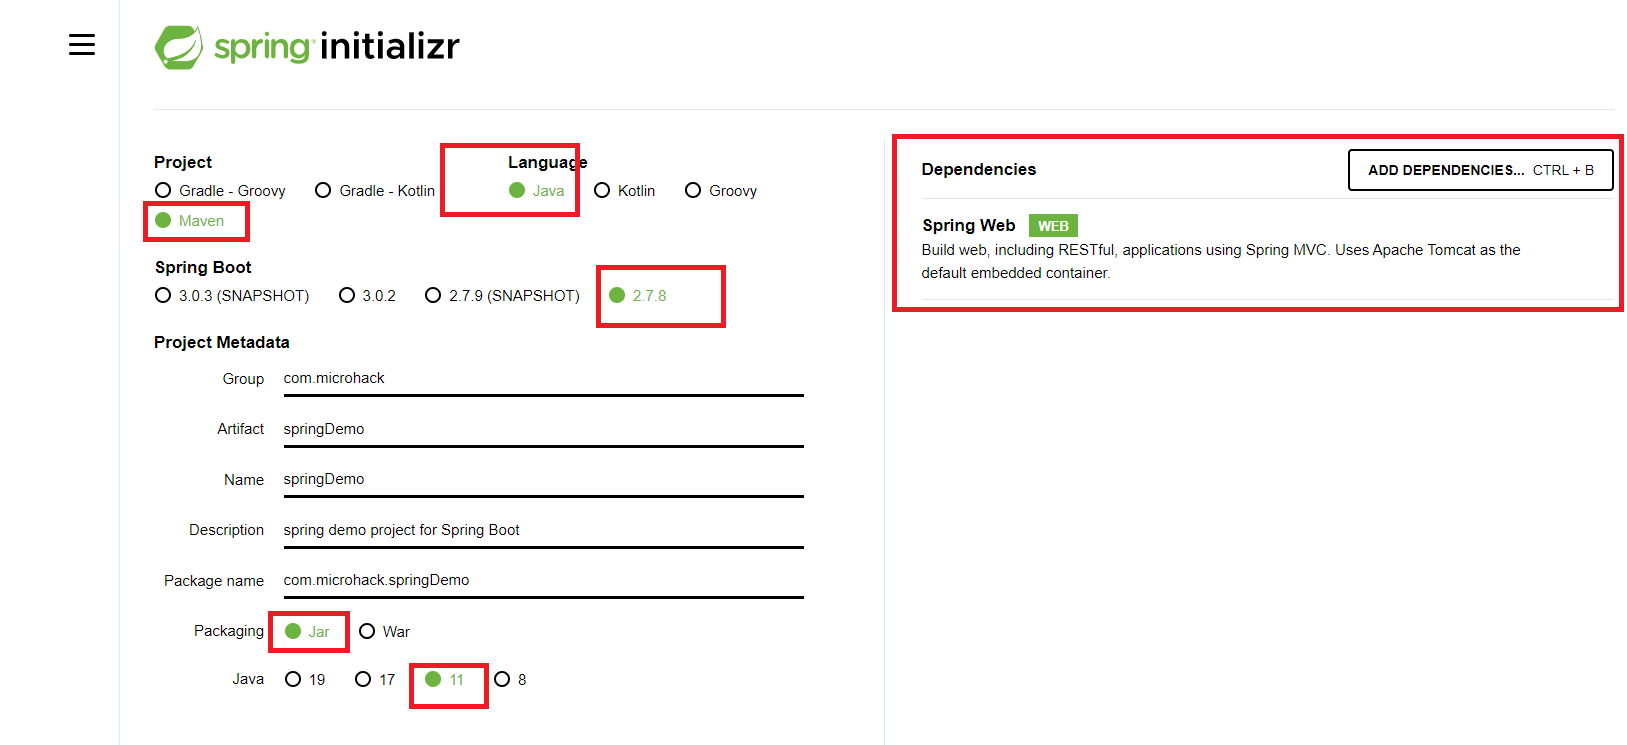 spring initializr
Project
Gradle - Groovy Gradle - Kotlin
Maven
Language
Java Kotlin Groovy
Spring Boot
3.0.3 (SNAPSHOT) 3.0.2 2.7.9 (SNAPSHOT) 2.7.8
Project Metadata
Group com.microhack
Artifact springDemo
Name springDemo
Description spring demo project for Spring Boot
Package name com.microhack.springDemo
Packaging Jar War
Java 19 17 11 8
Dependencies ADD DEPENDENCIES... CTRL + B
Spring Web WEB
Build web, including RESTful, applications using Spring MVC. Uses Apache Tomcat as the
default embedded container.